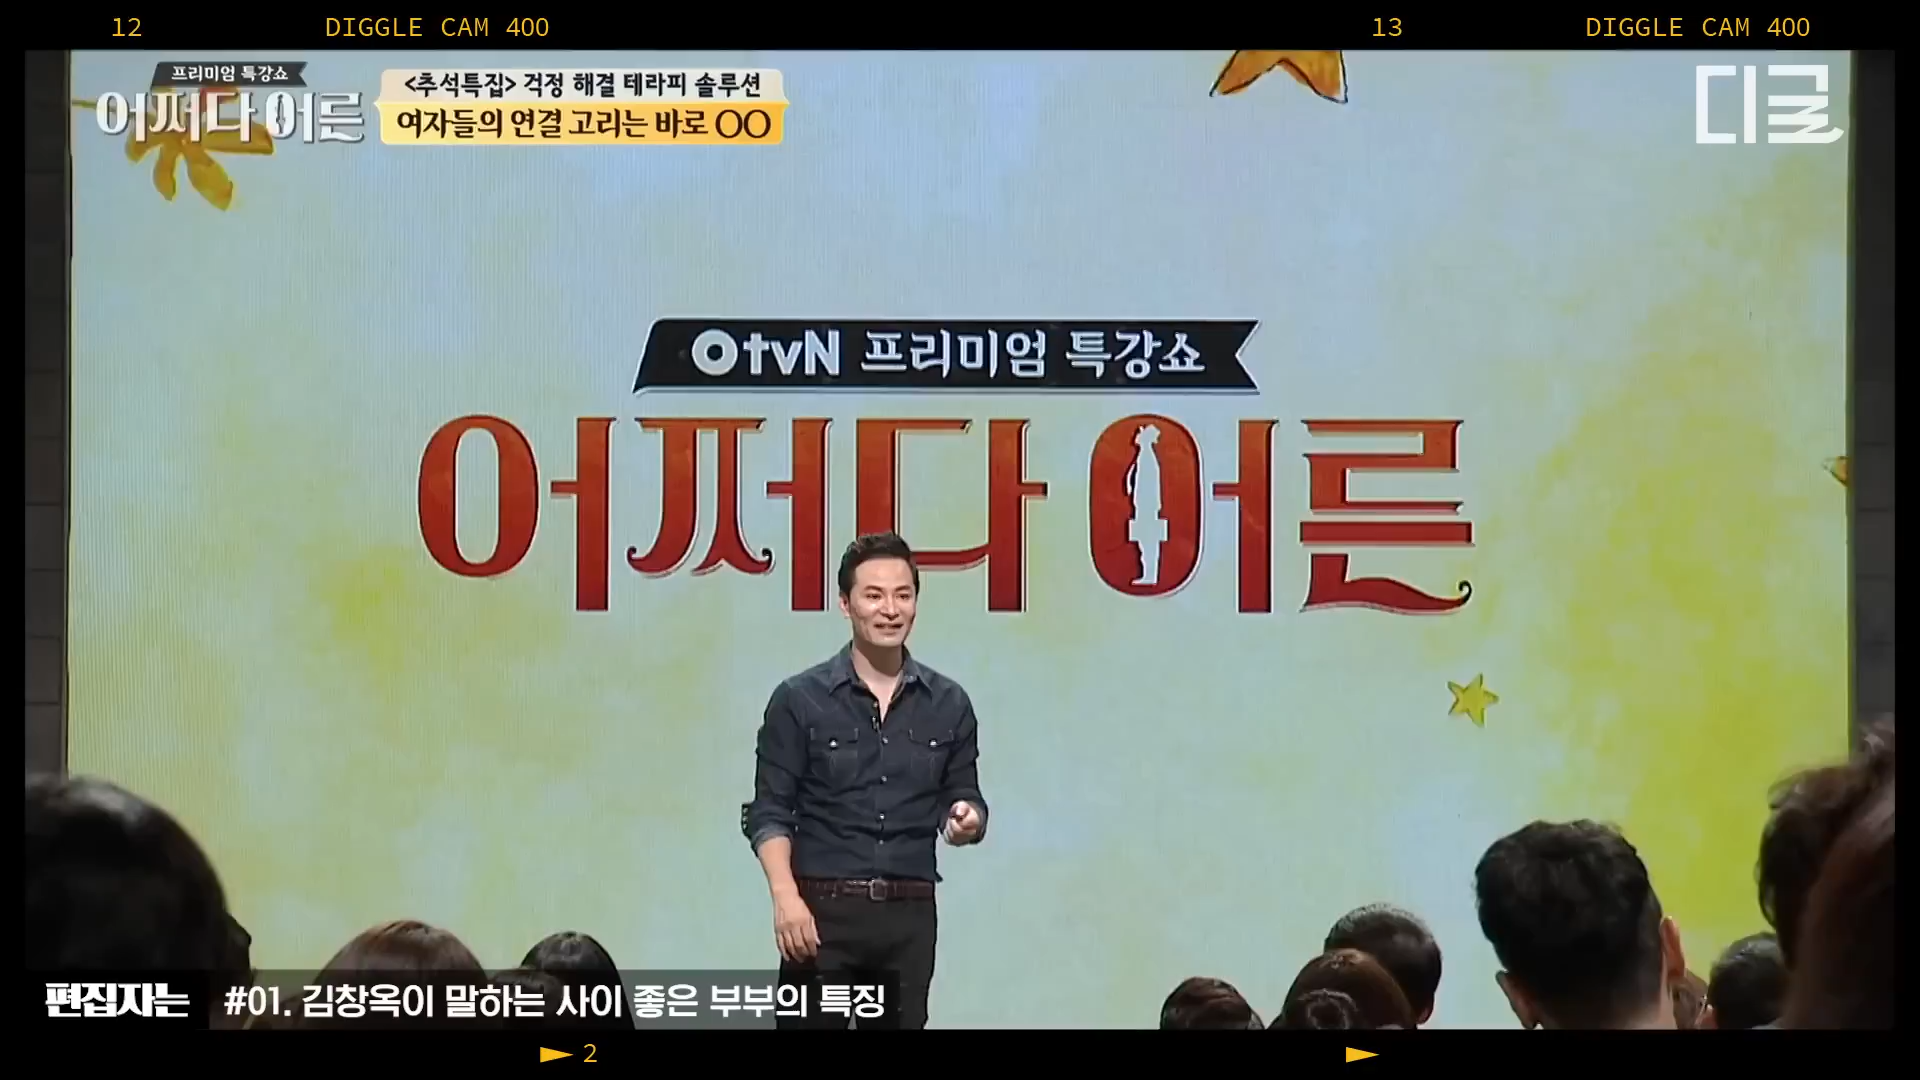 12
DIGGLE CAM 400
13
DIGGLE CAM 400
프리미엄 특강쇼
어쩌다 어른
<추석특집> 걱정 해결 테라피 솔루션
여자들의 연결 고리는 바로 〇〇
디글
OtvN 프리미엄 특강쇼
어쩌다 어른
편집자는
#01. 김창옥이 말하는 사이 좋은 부부의 특징
2